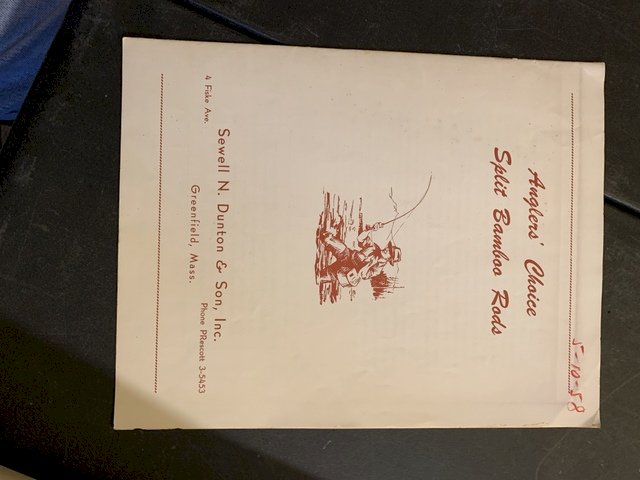 5-10-58
Anglers' Choice
Split Bamboo Rods
Sewell N. Dunton & Son, Inc.
4 Fiske Ave.
Greenfield, Mass.
Phone PRescott 3-5453